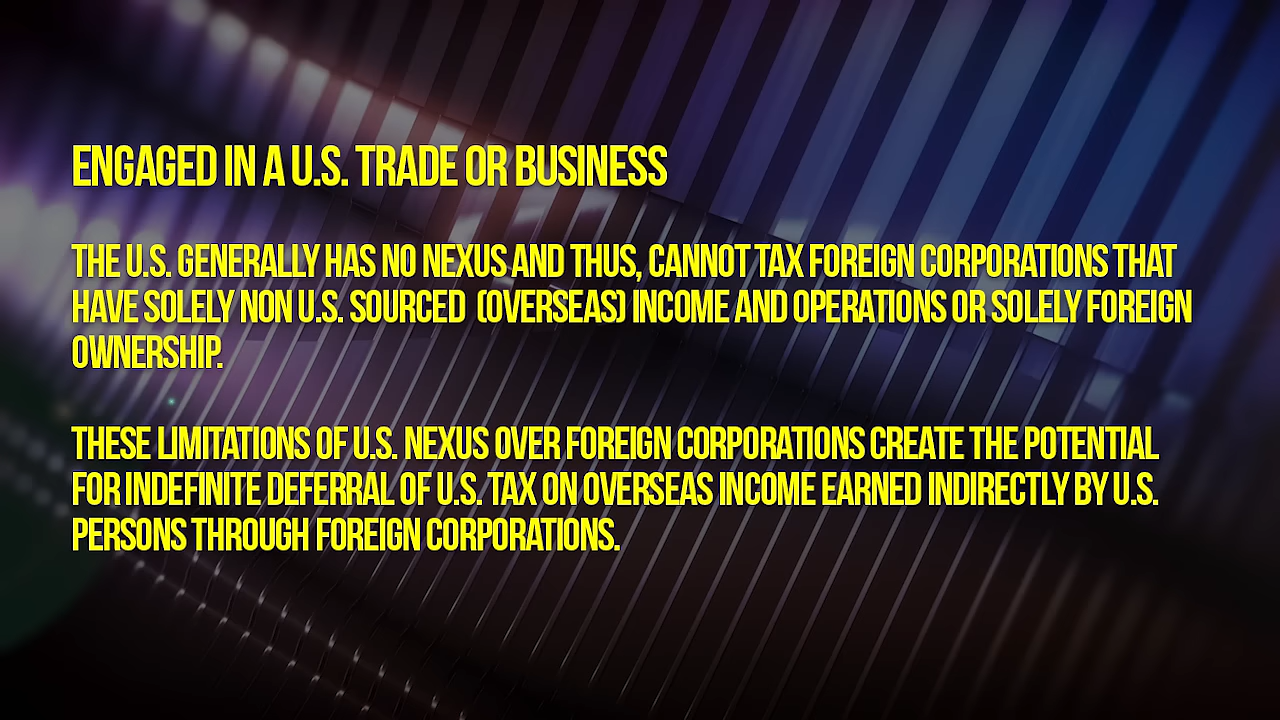 ENGAGED IN A U.S. TRADE OR BUSINESS
THE U.S. GENERALLY HAS NO NEXUS AND THUS, CANNOT TAX FOREIGN CORPORATIONS THAT
HAVE SOLELY NON U.S. SOURCED (OVERSEAS) INCOME AND OPERATIONS OR SOLELY FOREIGN
OWNERSHIP.
THESE LIMITATIONS OF U.S. NEXUS OVER FOREIGN CORPORATIONS CREATE THE POTENTIAL
FOR INDEFINITE DEFERRAL OF U.S. TAX ON OVERSEAS INCOME EARNED INDIRECTLY BY U.S.
PERSONS THROUGH FOREIGN CORPORATIONS.